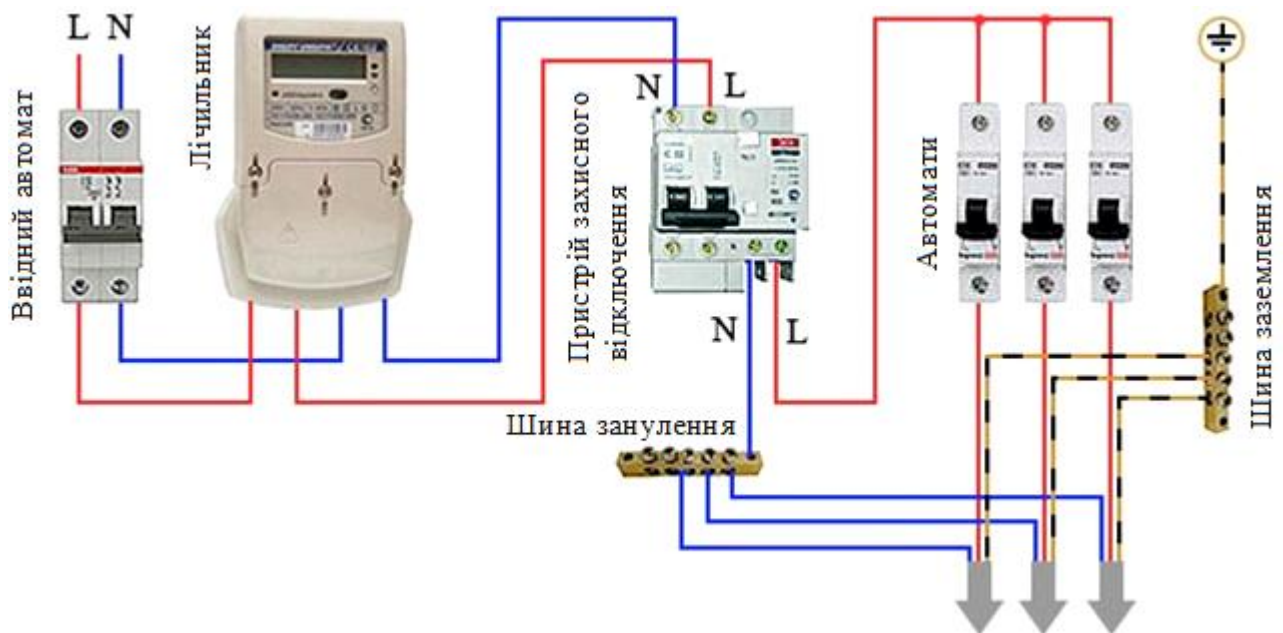 L N
Ввідний автомат
Лічильник
N L
Пристрій захисного
відключення
N L
Автомати
Шина занулення
Шина заземлення